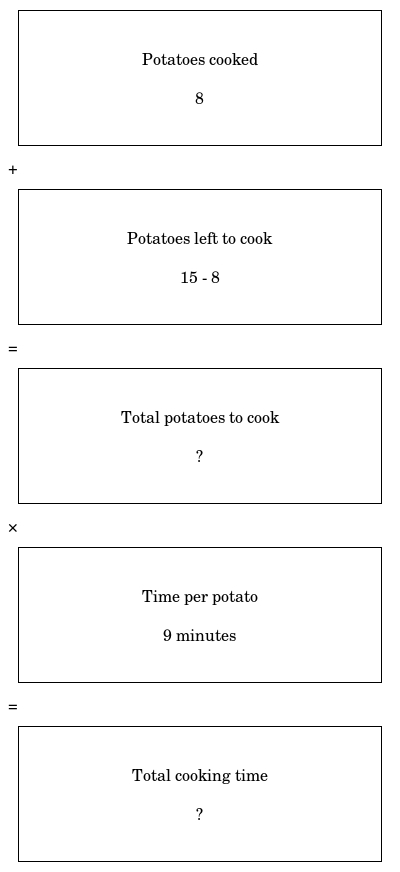 Potatoes cooked
8
+
Potatoes left to cook
15 - 8
=
Total potatoes to cook
?
×
Time per potato
9 minutes
=
Total cooking time
?